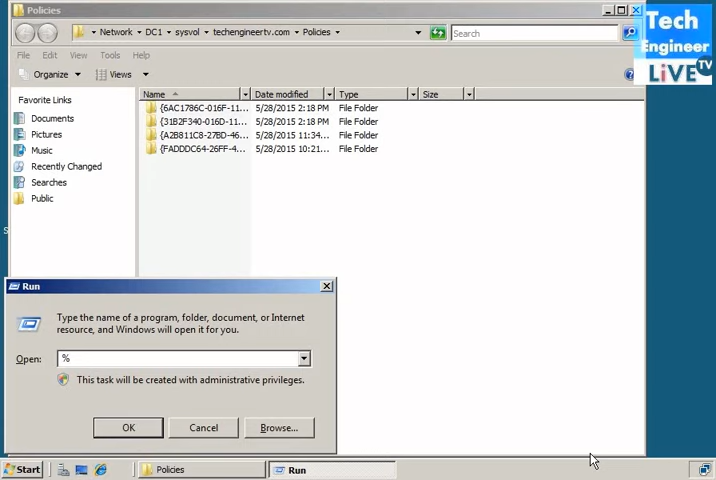 Policies
Tech
Engineer
LiVE TV
Network ▸ DC1 ▸ sysvol ▸ techengineertv.com ▸ Policies
Search
File Edit View Tools Help
Organize Views
Name Date modified Type Size
Favorite Links
Documents
Pictures
Music
Recently Changed
Searches
Public
{6AC1786C-016F-11... 5/28/2015 2:18 PM File Folder
{31B2F340-016D-11... 5/28/2015 2:18 PM File Folder
{A2B811C8-27BD-46... 5/28/2015 11:34... File Folder
{FADDDC64-26FF-4... 5/28/2015 10:21... File Folder
S
Run
Type the name of a program, folder, document, or Internet
resource, and Windows will open it for you.
Open: %
This task will be created with administrative privileges.
OK Cancel Browse...
Start Policies Run